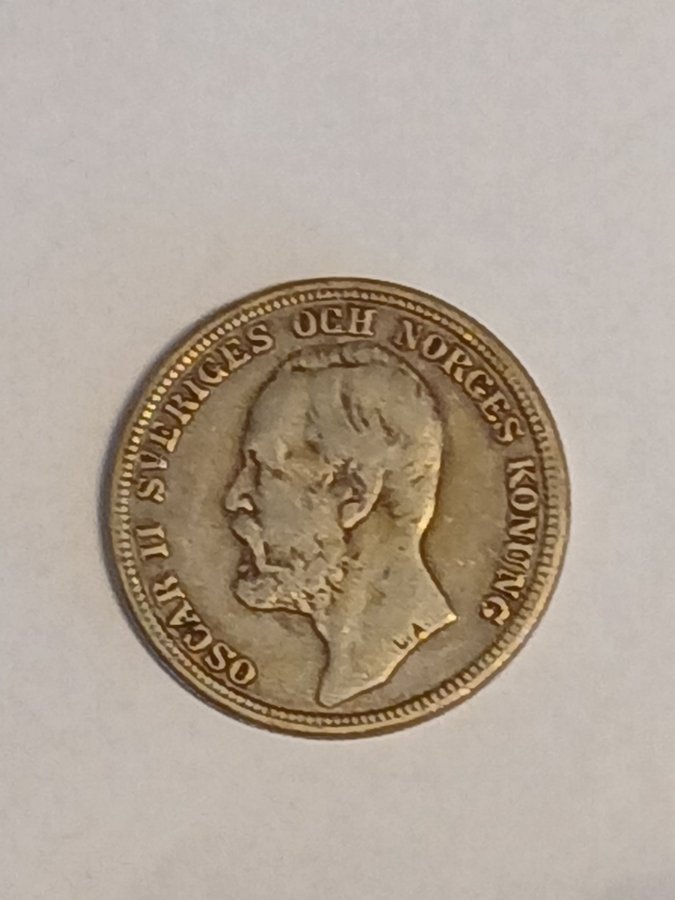 OSCAR II SVERIGES OCH NORGES KONUNG
L.A.